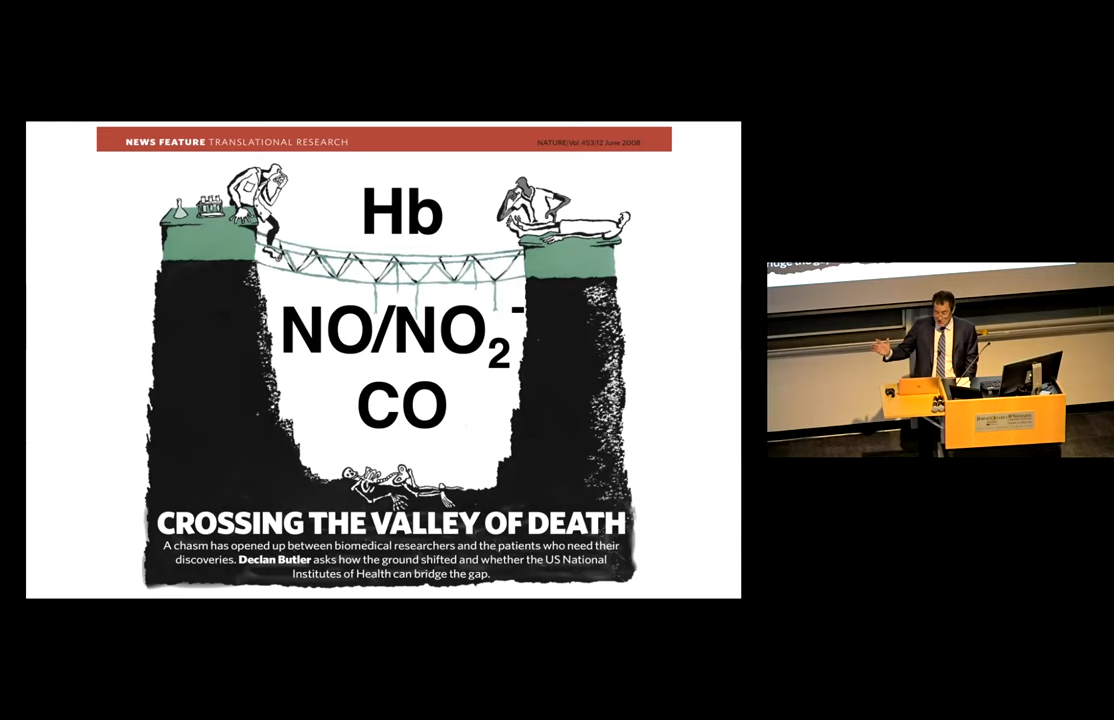 NEWS FEATURE TRANSLATIONAL RESEARCH
NATURE|Vol 453|12 June 2008
Hb
NO/NO₂⁻
CO
CROSSING THE VALLEY OF DEATH
A chasm has opened up between biomedical researchers and the patients who need their
discoveries. Declan Butler asks how the ground shifted and whether the US National
Institutes of Health can bridge the gap.